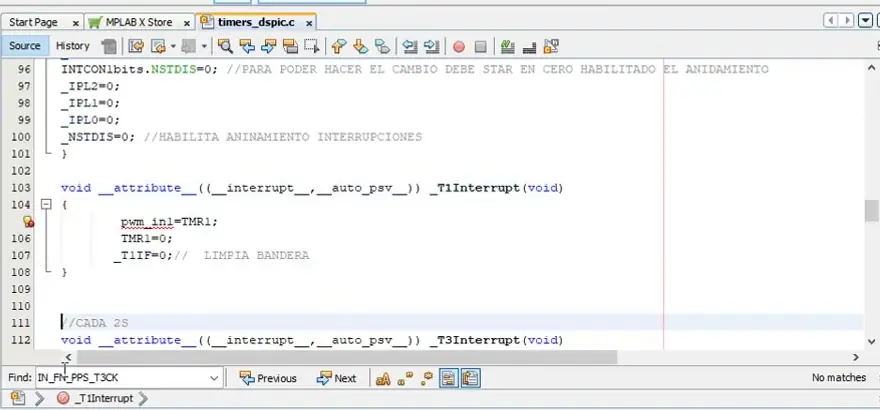 Start Page MPLAB X Store timers_dspic.c
Source History
96 INTCON1bits.NSTDIS=0; //PARA PODER HACER EL CAMBIO DEBE STAR EN CERO HABILITADO EL ANIDAMIENTO
97 _IPL2=0;
98 _IPL1=0;
99 _IPL0=0;
100 _NSTDIS=0; //HABILITA ANINAMIENTO INTERRUPCIONES
101 }
102
103 void __attribute__((__interrupt__,__auto_psv__)) _T1Interrupt(void)
104 {
pwm_in1=TMR1;
106 TMR1=0;
107 _T1IF=0;// LIMPIA BANDERA
108 }
109
110
111 //CADA 2S
112 void __attribute__((__interrupt__,__auto_psv__)) _T3Interrupt(void)
Find: IN_FN_PPS_T3CK Previous Next No matches
_T1Interrupt